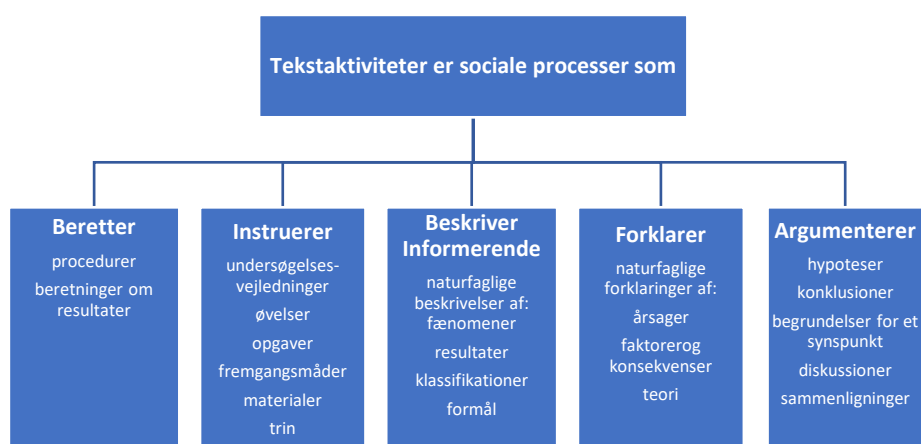 Tekstaktiviteter er sociale processer som
Beretter
procedurer
beretninger om
resultater
Instruerer
undersøgelses-
vejledninger
øvelser
opgaver
fremgangsmåder
materialer
trin
Beskriver
Informerende
naturfaglige
beskrivelser af:
fænomener
resultater
klassifikationer
formål
Forklarer
naturfaglige
forklaringer af:
årsager
faktorerog
konsekvenser
teori
Argumenterer
hypoteser
konklusioner
begrundelser for et
synspunkt
diskussioner
sammenligninger